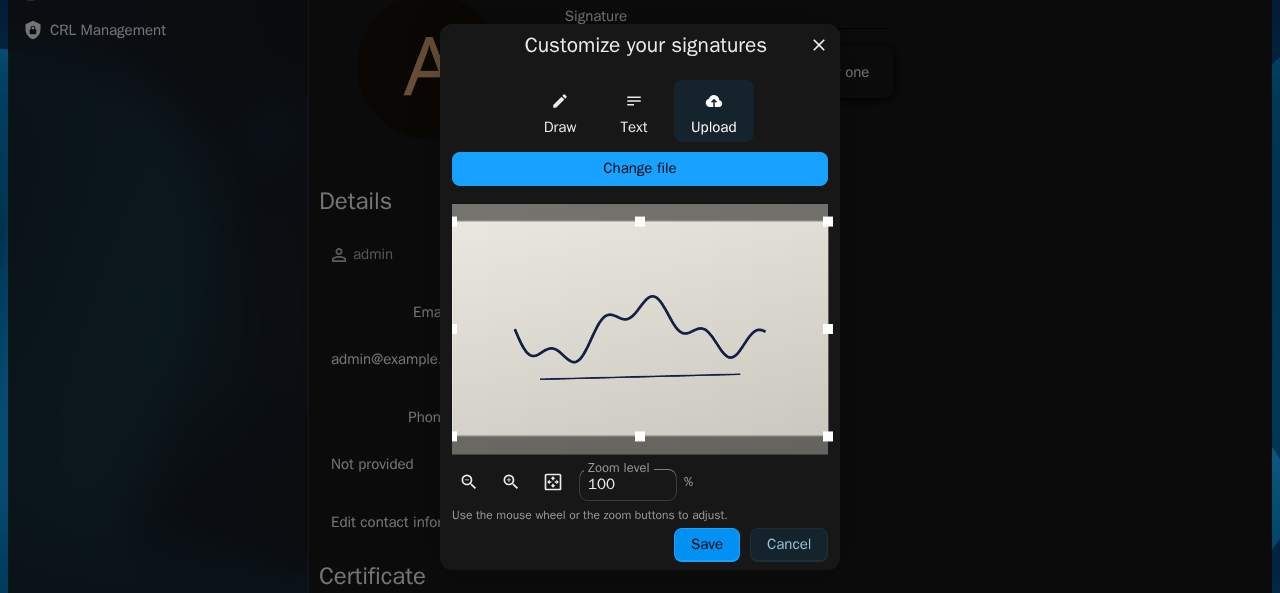 CRL Management
Signature
one
Details
admin
Ema
admin@example.
Phon
Not provided
Edit contact infor
Certificate
Customize your signatures
Draw
Text
Upload
Change file
Zoom level
100
%
Use the mouse wheel or the zoom buttons to adjust.
Save
Cancel